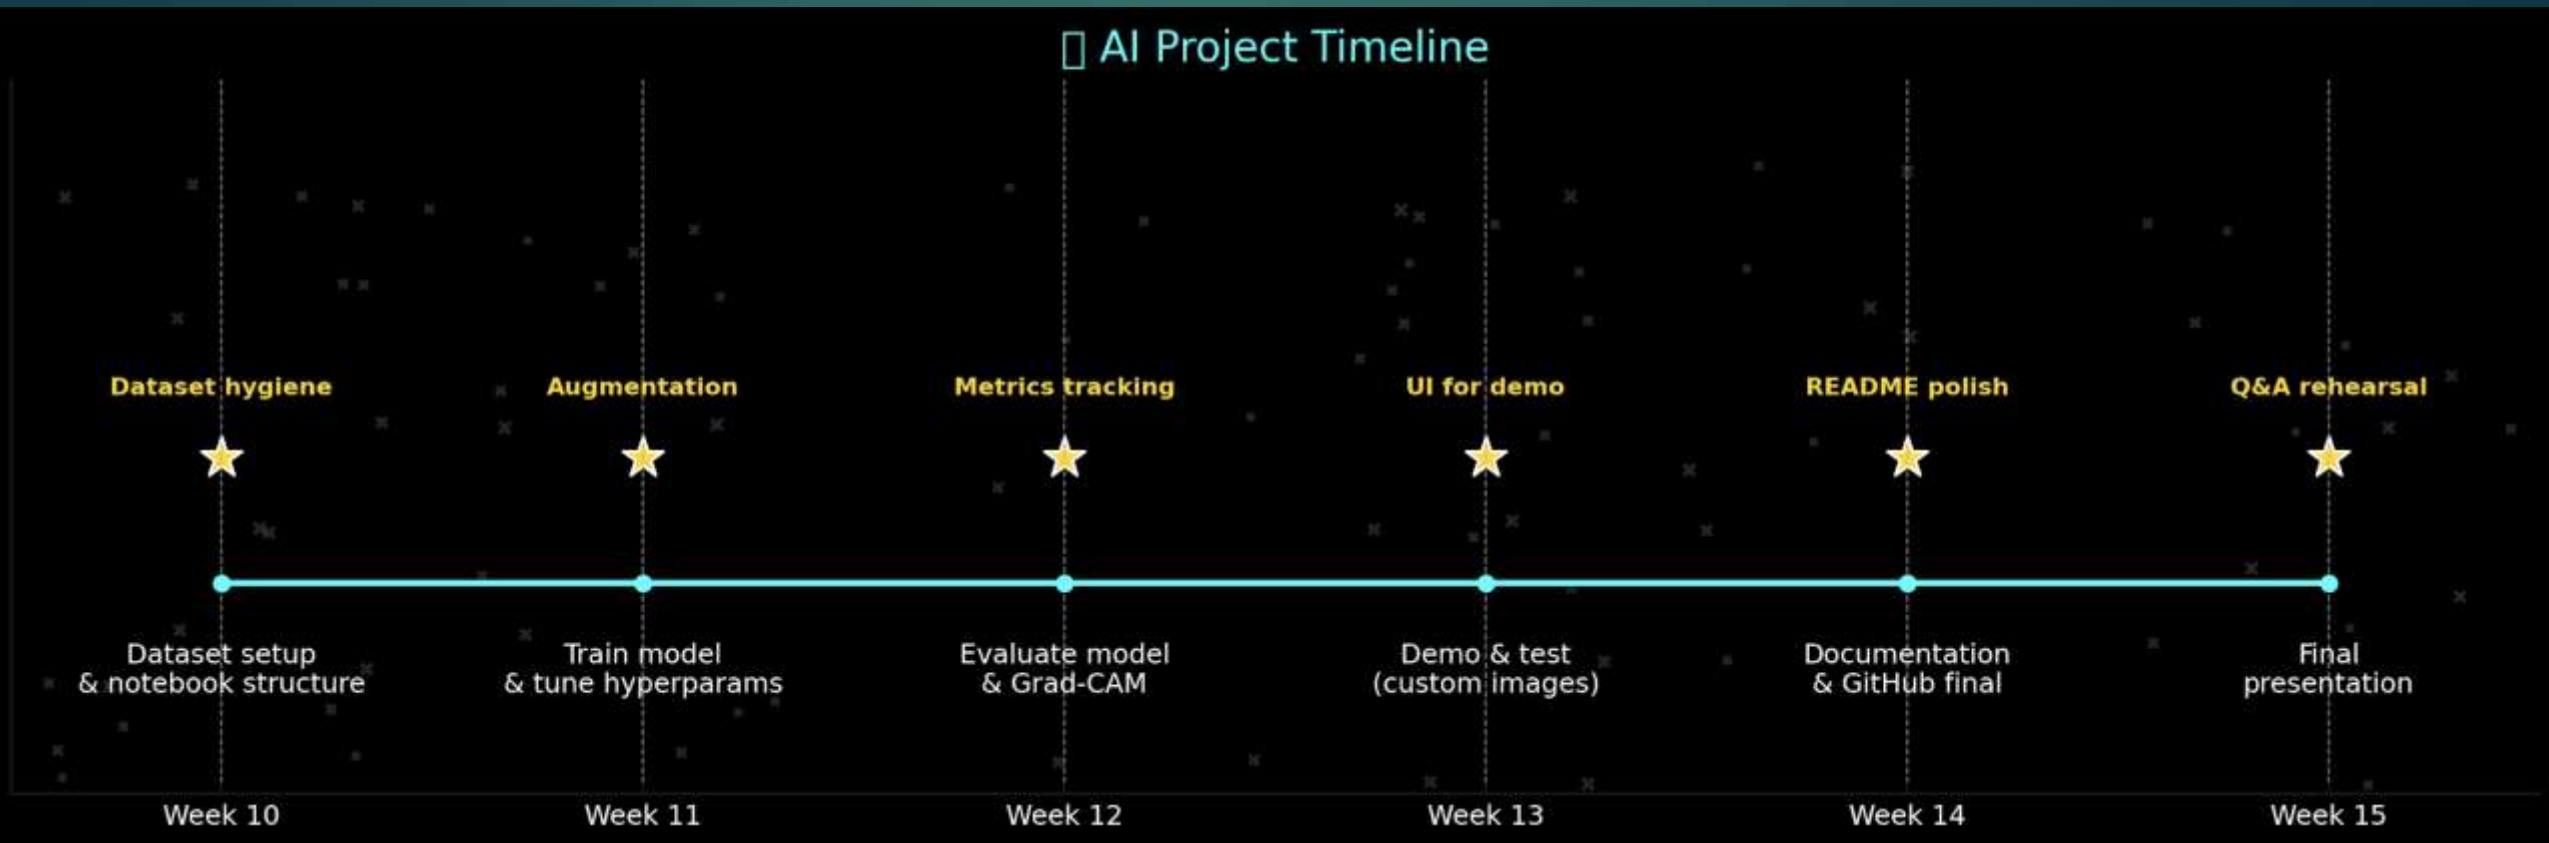 AI Project Timeline
Dataset hygiene
Augmentation
Metrics tracking
UI for demo
README polish
Q&A rehearsal
Dataset setup
& notebook structure
Train model
& tune hyperparams
Evaluate model
& Grad-CAM
Demo & test
(custom images)
Documentation
& GitHub final
Final
presentation
Week 10
Week 11
Week 12
Week 13
Week 14
Week 15